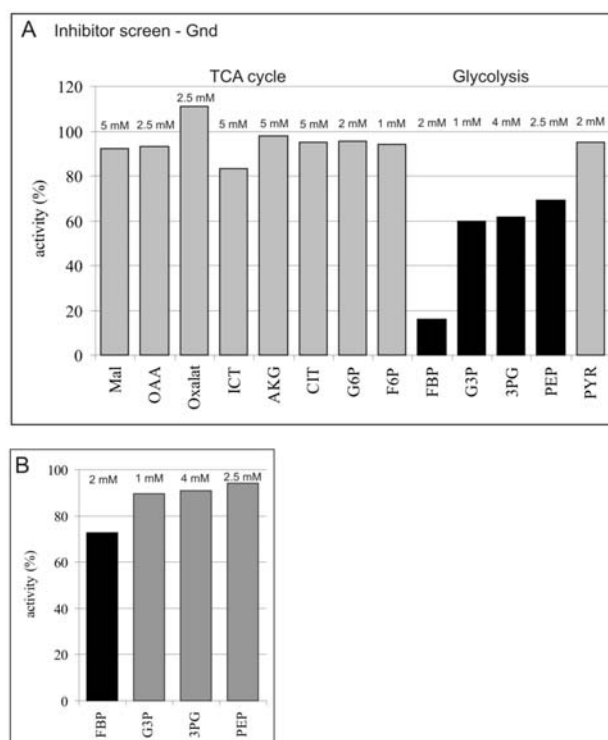 A Inhibitor screen - Gnd
TCA cycle Glycolysis
120
100
80
60
40
20
0
activity (%)
5 mM 2.5 mM 2.5 mM 5 mM 5 mM 5 mM 2 mM 1 mM 2 mM 1 mM 4 mM 2.5 mM 2 mM
Mal OAA Oxalat ICT AKG CIT G6P F6P FBP G3P 3PG PEP PYR
B
100
80
60
40
20
0
activity (%)
2 mM 1 mM 4 mM 2.5 mM
FBP G3P 3PG PEP